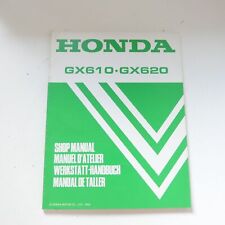 HONDA
GX610·GX620
SHOP MANUAL
MANUEL D'ATELIER
WERKSTATT-HANDBUCH
MANUAL DE TALLER